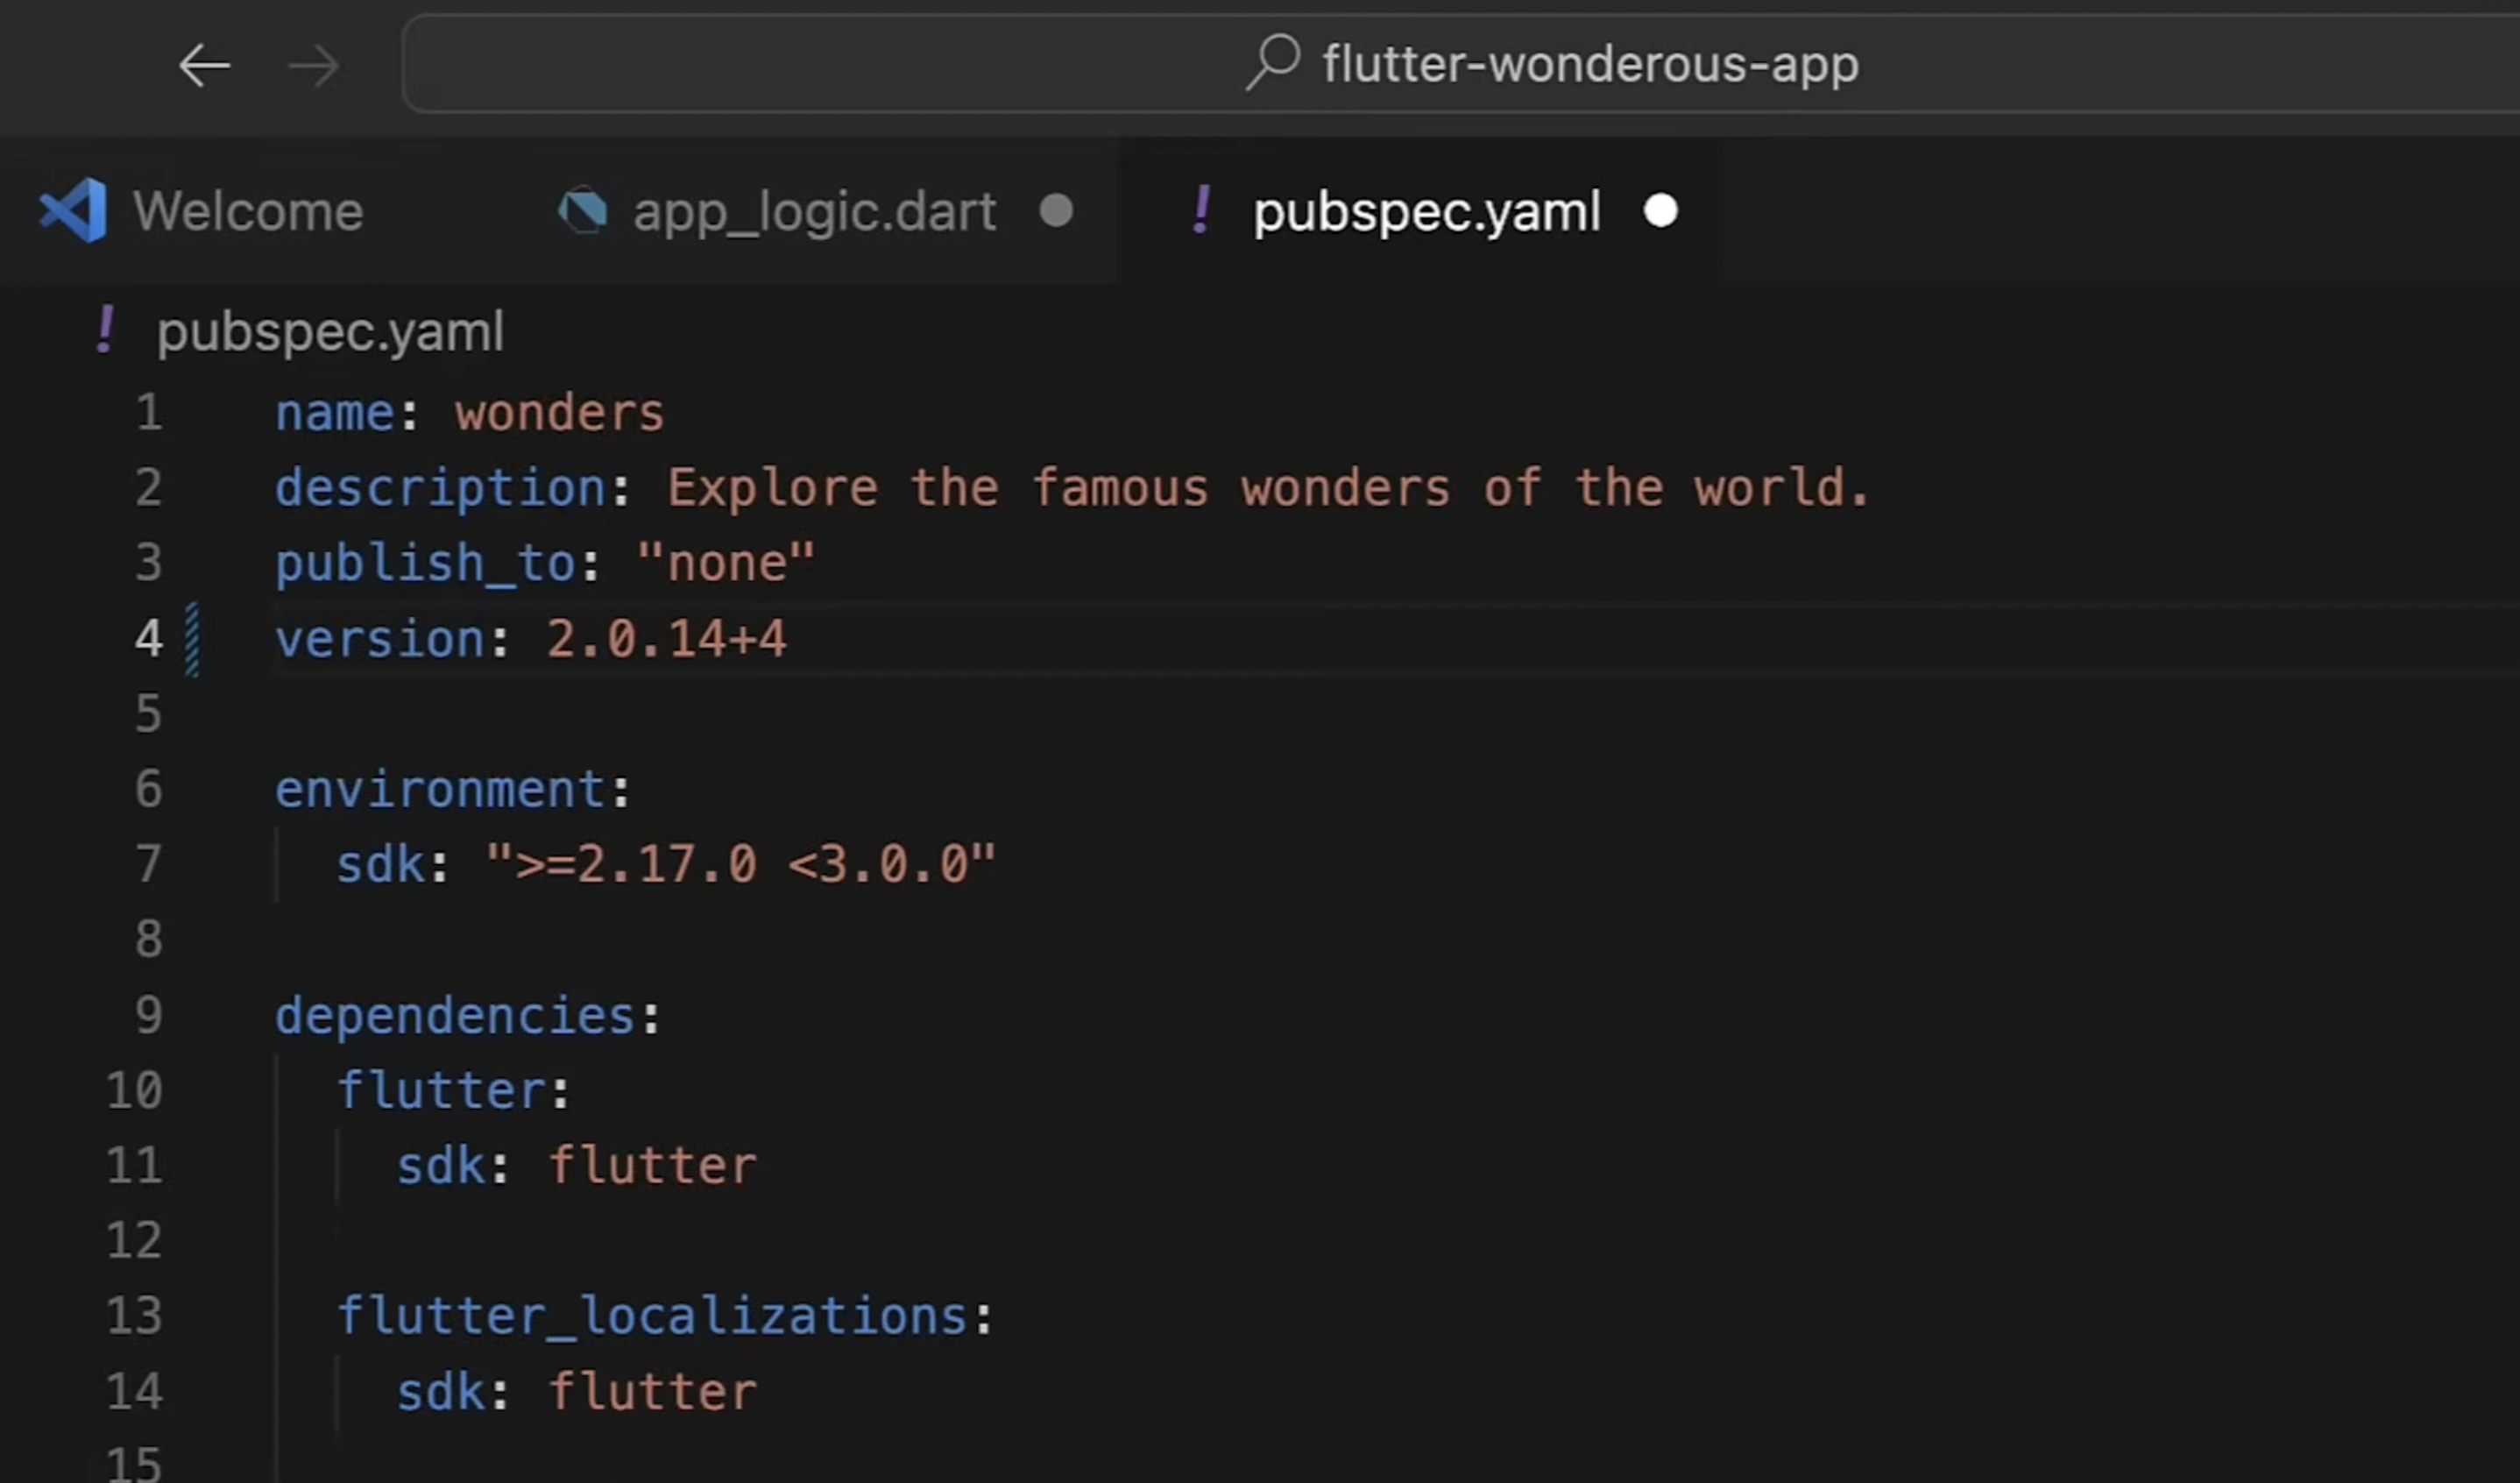 flutter-wonderous-app
Welcome
app_logic.dart
! pubspec.yaml
! pubspec.yaml
1 name: wonders
2 description: Explore the famous wonders of the world.
3 publish_to: "none"
4 version: 2.0.14+4
5
6 environment:
7 sdk: ">=2.17.0 <3.0.0"
8
9 dependencies:
10 flutter:
11 sdk: flutter
12
13 flutter_localizations:
14 sdk: flutter
15